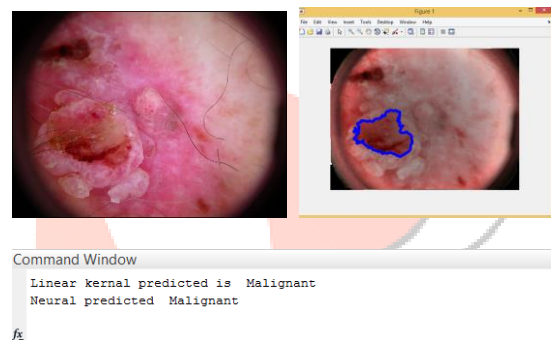 Figure 1
File Edit View Insert Tools Desktop Window Help
Command Window
Linear kernal predicted is Malignant
Neural predicted Malignant
fx